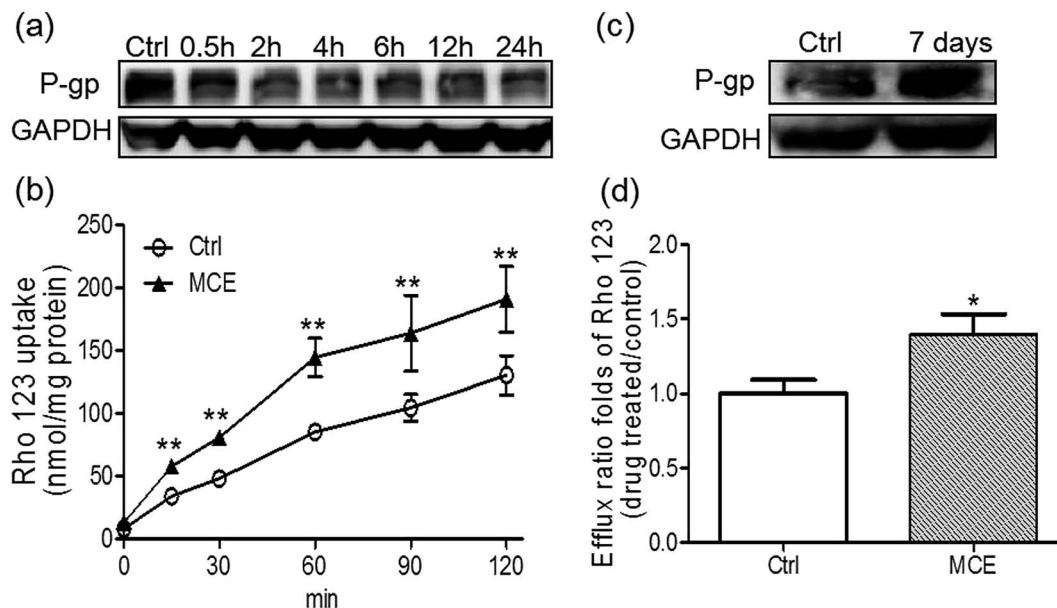 (a)
Ctrl 0.5h 2h 4h 6h 12h 24h
P-gp
GAPDH
(b)
Rho 123 uptake
(nmol/mg protein)
250
200
150
100
50
0
Ctrl
MCE
**
**
**
**
**
0 30 60 90 120
min
(c)
Ctrl 7 days
P-gp
GAPDH
(d)
Efflux ratio folds of Rho 123
(drug treated/control)
2.0
1.5
1.0
0.5
0.0
*
Ctrl MCE